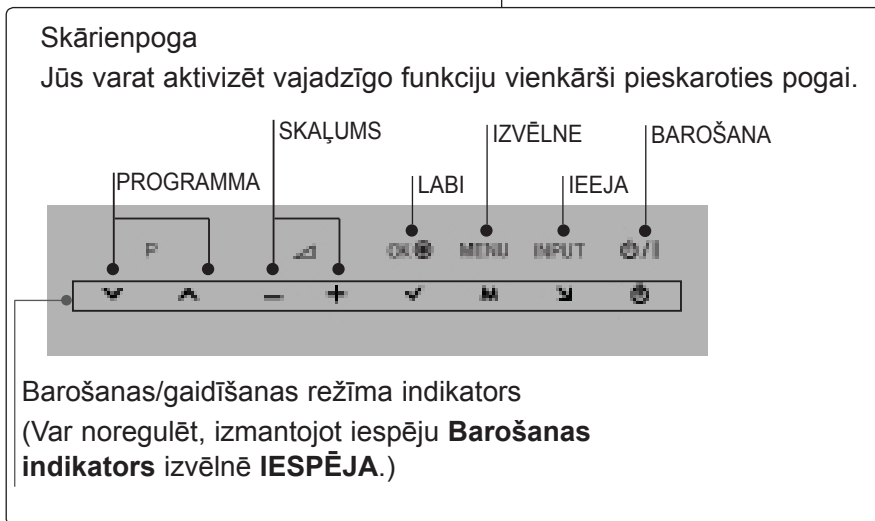 Skārienpoga
Jūs varat aktivizēt vajadzīgo funkciju vienkārši pieskaroties pogai.
SKAĻUMS IZVĒLNE BAROŠANA
PROGRAMMA LABI IEEJA
P OK MENU INPUT
M
Barošanas/gaidīšanas režīma indikators
(Var noregulēt, izmantojot iespēju Barošanas
indikators izvēlnē IESPĒJA.)